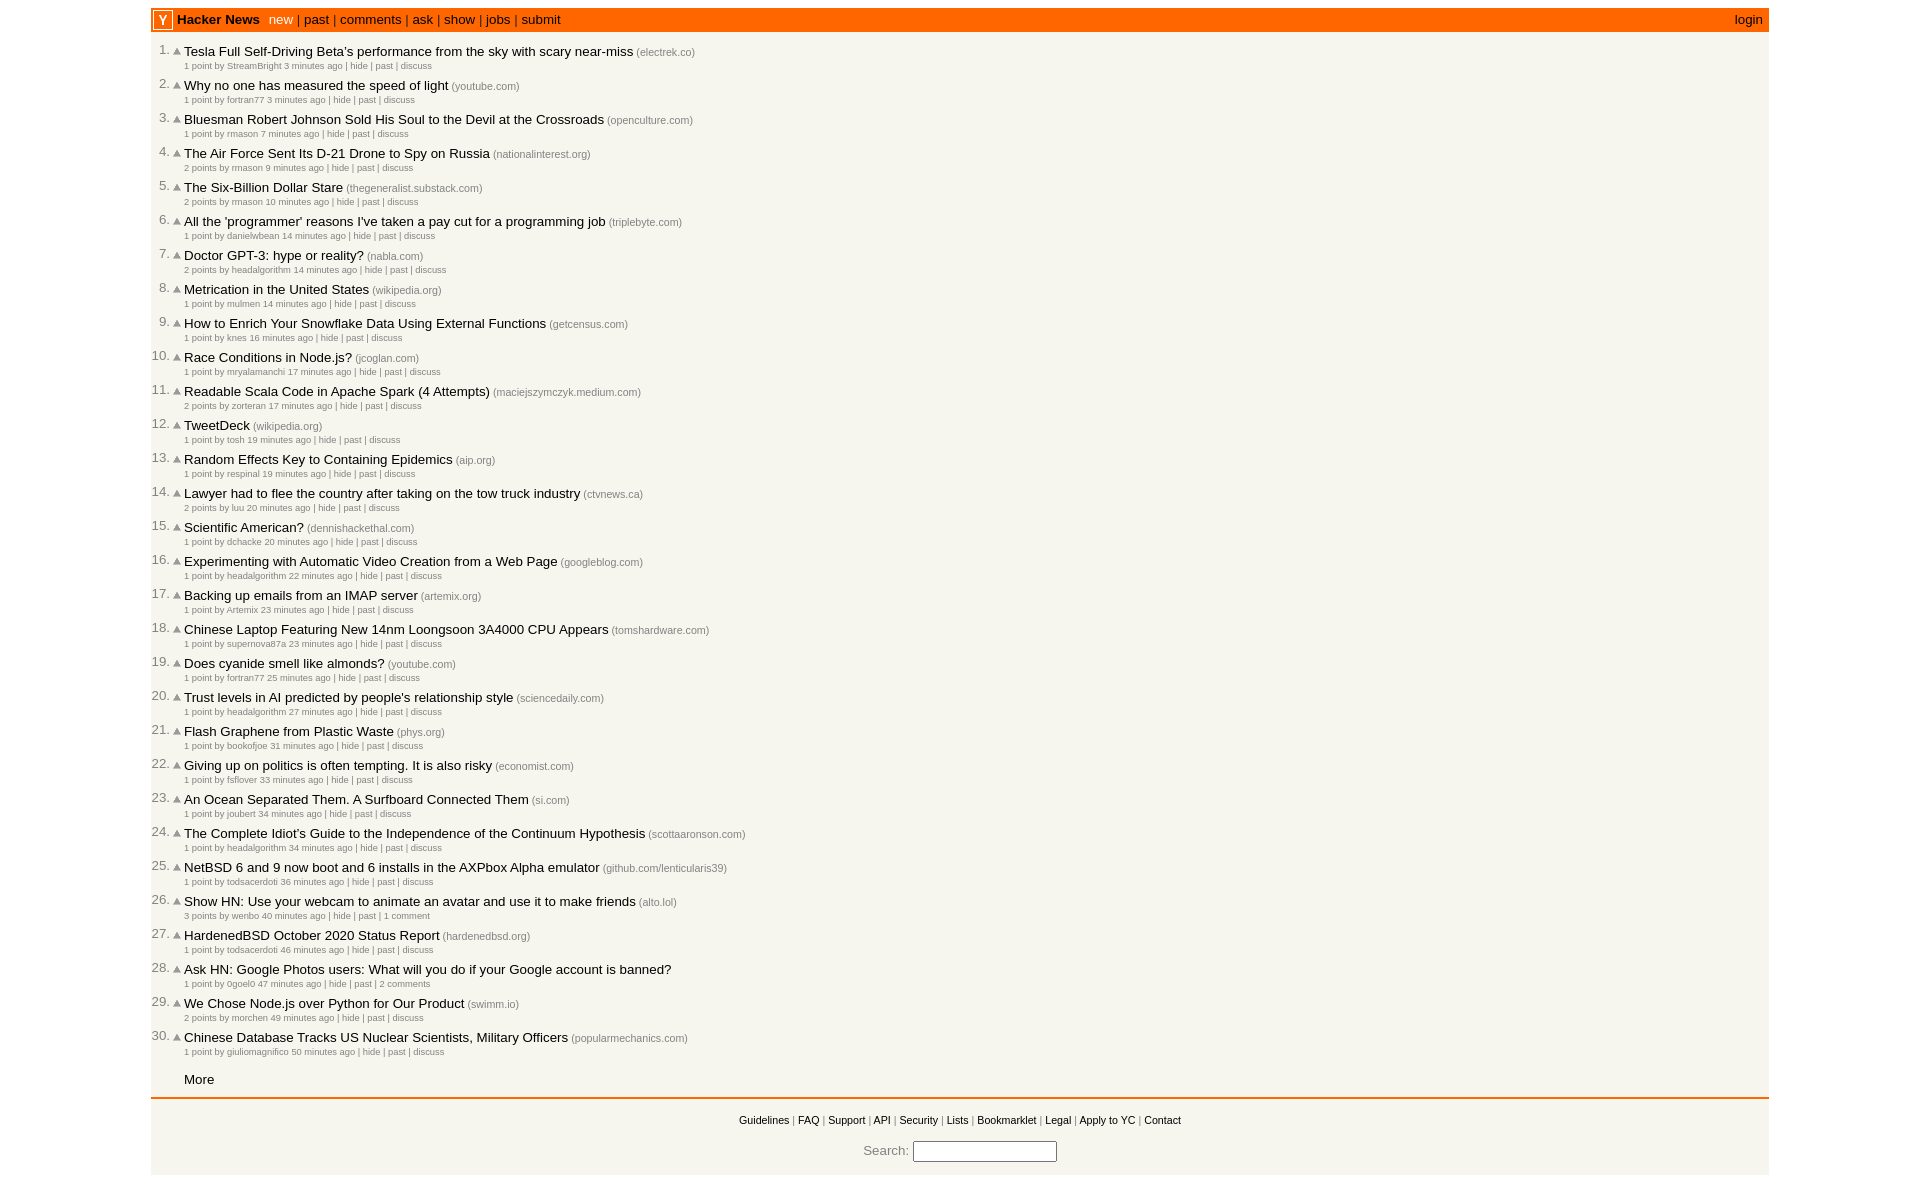 Y Hacker News new | past | comments | ask | show | jobs | submit login
1. Tesla Full Self-Driving Beta's performance from the sky with scary near-miss (electrek.co)
1 point by StreamBright 3 minutes ago | hide | past | discuss
2. Why no one has measured the speed of light (youtube.com)
1 point by fortran77 3 minutes ago | hide | past | discuss
3. Bluesman Robert Johnson Sold His Soul to the Devil at the Crossroads (openculture.com)
1 point by rmason 7 minutes ago | hide | past | discuss
4. The Air Force Sent Its D-21 Drone to Spy on Russia (nationalinterest.org)
2 points by rmason 9 minutes ago | hide | past | discuss
5. The Six-Billion Dollar Stare (thegeneralist.substack.com)
2 points by rmason 10 minutes ago | hide | past | discuss
6. All the 'programmer' reasons I've taken a pay cut for a programming job (triplebyte.com)
1 point by danielwbean 14 minutes ago | hide | past | discuss
7. Doctor GPT-3: hype or reality? (nabla.com)
2 points by headalgorithm 14 minutes ago | hide | past | discuss
8. Metrication in the United States (wikipedia.org)
1 point by mulmen 14 minutes ago | hide | past | discuss
9. How to Enrich Your Snowflake Data Using External Functions (getcensus.com)
1 point by knes 16 minutes ago | hide | past | discuss
10. Race Conditions in Node.js? (jcoglan.com)
1 point by mryalamanchi 17 minutes ago | hide | past | discuss
11. Readable Scala Code in Apache Spark (4 Attempts) (maciejszymczyk.medium.com)
2 points by zorteran 17 minutes ago | hide | past | discuss
12. TweetDeck (wikipedia.org)
1 point by tosh 19 minutes ago | hide | past | discuss
13. Random Effects Key to Containing Epidemics (aip.org)
1 point by respinal 19 minutes ago | hide | past | discuss
14. Lawyer had to flee the country after taking on the tow truck industry (ctvnews.ca)
2 points by luu 20 minutes ago | hide | past | discuss
15. Scientific American? (dennishackethal.com)
1 point by dchacke 20 minutes ago | hide | past | discuss
16. Experimenting with Automatic Video Creation from a Web Page (googleblog.com)
1 point by headalgorithm 22 minutes ago | hide | past | discuss
17. Backing up emails from an IMAP server (artemix.org)
1 point by Artemix 23 minutes ago | hide | past | discuss
18. Chinese Laptop Featuring New 14nm Loongsoon 3A4000 CPU Appears (tomshardware.com)
1 point by supernova87a 23 minutes ago | hide | past | discuss
19. Does cyanide smell like almonds? (youtube.com)
1 point by fortran77 25 minutes ago | hide | past | discuss
20. Trust levels in AI predicted by people's relationship style (sciencedaily.com)
1 point by headalgorithm 27 minutes ago | hide | past | discuss
21. Flash Graphene from Plastic Waste (phys.org)
1 point by bookofjoe 31 minutes ago | hide | past | discuss
22. Giving up on politics is often tempting. It is also risky (economist.com)
1 point by fsflover 33 minutes ago | hide | past | discuss
23. An Ocean Separated Them. A Surfboard Connected Them (si.com)
1 point by joubert 34 minutes ago | hide | past | discuss
24. The Complete Idiot's Guide to the Independence of the Continuum Hypothesis (scottaaronson.com)
1 point by headalgorithm 34 minutes ago | hide | past | discuss
25. NetBSD 6 and 9 now boot and 6 installs in the AXPbox Alpha emulator (github.com/lenticularis39)
1 point by todsacerdoti 36 minutes ago | hide | past | discuss
26. Show HN: Use your webcam to animate an avatar and use it to make friends (alto.lol)
3 points by wenbo 40 minutes ago | hide | past | 1 comment
27. HardenedBSD October 2020 Status Report (hardenedbsd.org)
1 point by todsacerdoti 46 minutes ago | hide | past | discuss
28. Ask HN: Google Photos users: What will you do if your Google account is banned?
1 point by 0goel0 47 minutes ago | hide | past | 2 comments
29. We Chose Node.js over Python for Our Product (swimm.io)
2 points by morchen 49 minutes ago | hide | past | discuss
30. Chinese Database Tracks US Nuclear Scientists, Military Officers (popularmechanics.com)
1 point by giuliomagnifico 50 minutes ago | hide | past | discuss
More
Guidelines | FAQ | Support | API | Security | Lists | Bookmarklet | Legal | Apply to YC | Contact
Search: